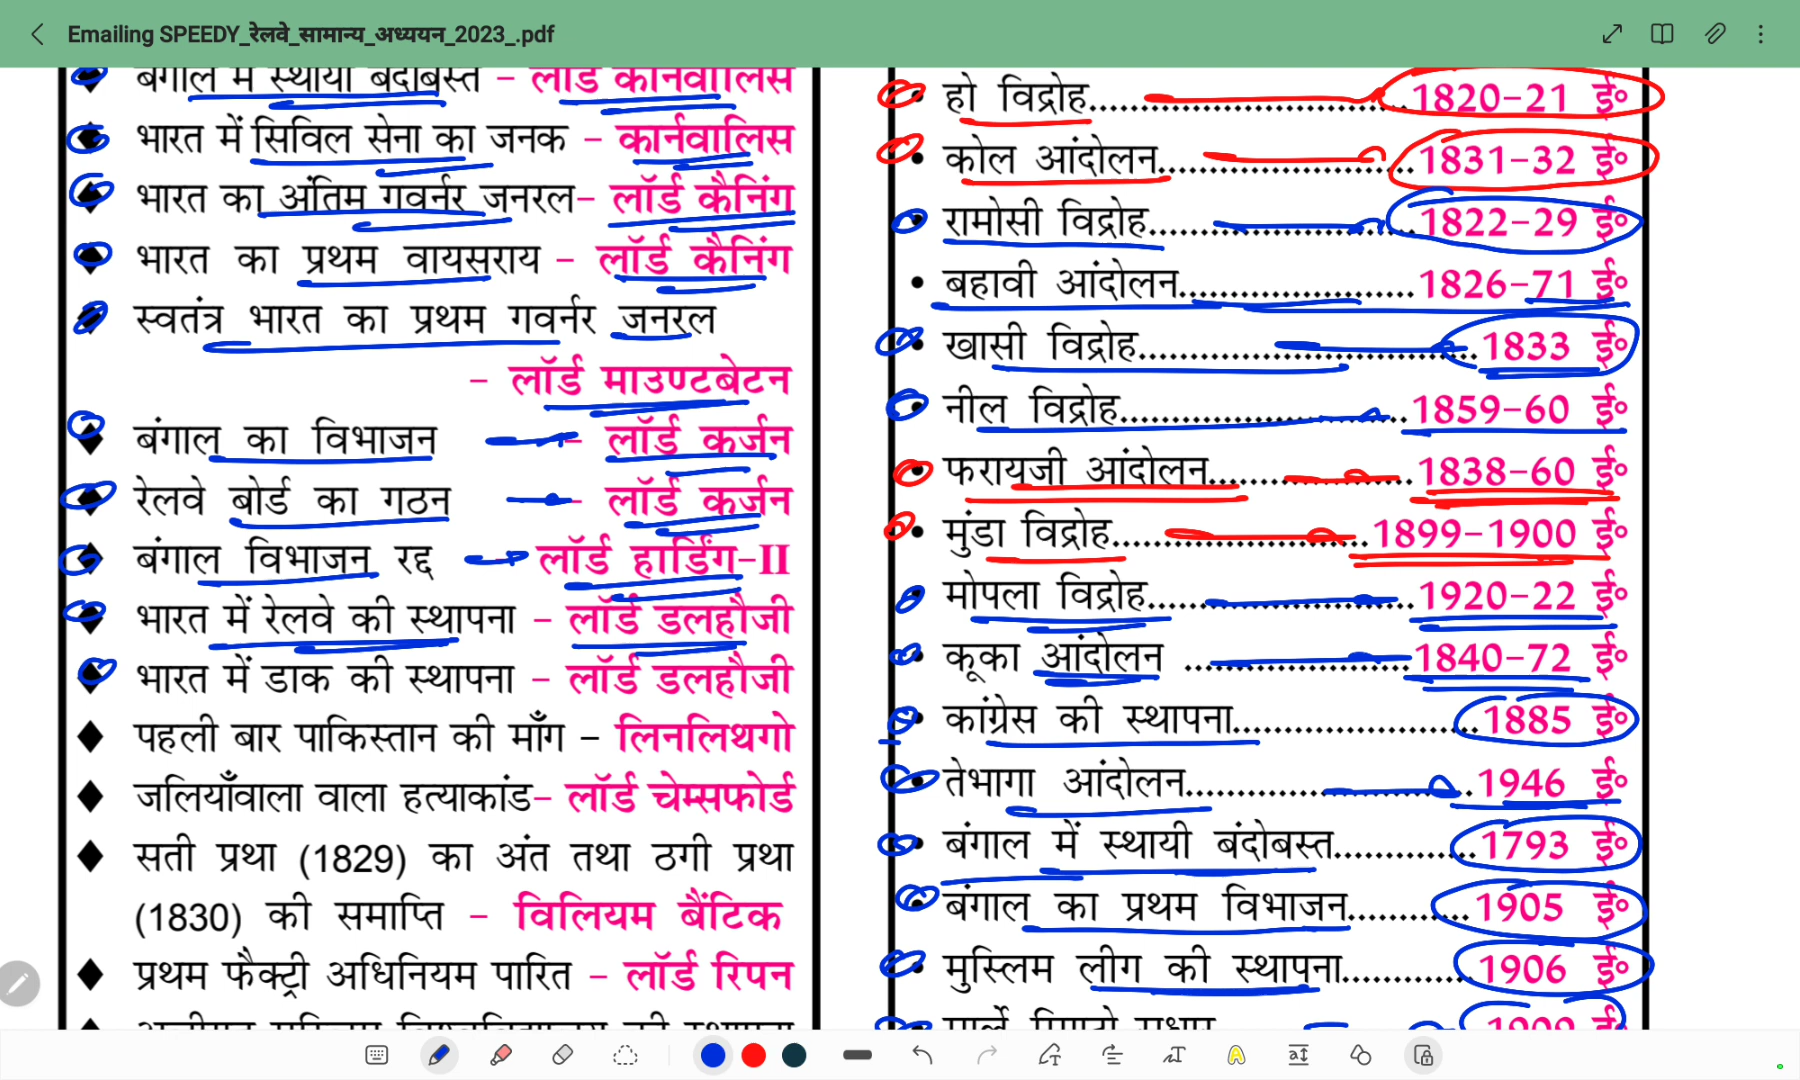 Emailing SPEEDY_रेलवे_सामान्य_अध्ययन_2023_.pdf
बंगाल में स्थायी बंदोबस्त - लॉर्ड कार्नवालिस
भारत में सिविल सेना का जनक - कार्नवालिस
भारत का अंतिम गवर्नर जनरल- लॉर्ड कैनिंग
भारत का प्रथम वायसराय - लॉर्ड कैनिंग
स्वतंत्र भारत का प्रथम गवर्नर जनरल
- लॉर्ड माउण्टबेटन
बंगाल का विभाजन - लॉर्ड कर्जन
रेलवे बोर्ड का गठन - लॉर्ड कर्जन
बंगाल विभाजन रद्द - लॉर्ड हार्डिंग-II
भारत में रेलवे की स्थापना - लॉर्ड डलहौजी
भारत में डाक की स्थापना - लॉर्ड डलहौजी
पहली बार पाकिस्तान की माँग – लिनलिथगो
जलियाँवाला वाला हत्याकांड- लॉर्ड चेम्सफोर्ड
सती प्रथा (1829) का अंत तथा ठगी प्रथा
(1830) की समाप्ति - विलियम बैंटिक
प्रथम फैक्ट्री अधिनियम पारित - लॉर्ड रिपन
हो विद्रोह.......................................1820-21 ई०
कोल आंदोलन.................................1831-32 ई०
रामोसी विद्रोह.................................1822-29 ई०
बहावी आंदोलन..............................1826-71 ई०
खासी विद्रोह...........................................1833 ई०
नील विद्रोह....................................1859-60 ई०
फरायजी आंदोलन..........................1838-60 ई०
मुंडा विद्रोह................................1899-1900 ई०
मोपला विद्रोह.................................1920-22 ई०
कूका आंदोलन ............................1840-72 ई०
कांग्रेस की स्थापना..............................1885 ई०
तेभागा आंदोलन...................................1946 ई०
बंगाल में स्थायी बंदोबस्त.................1793 ई०
बंगाल का प्रथम विभाजन...............1905 ई०
मुस्लिम लीग की स्थापना................1906 ई०
मार्ले मिण्टो सुधार 1909 ई०